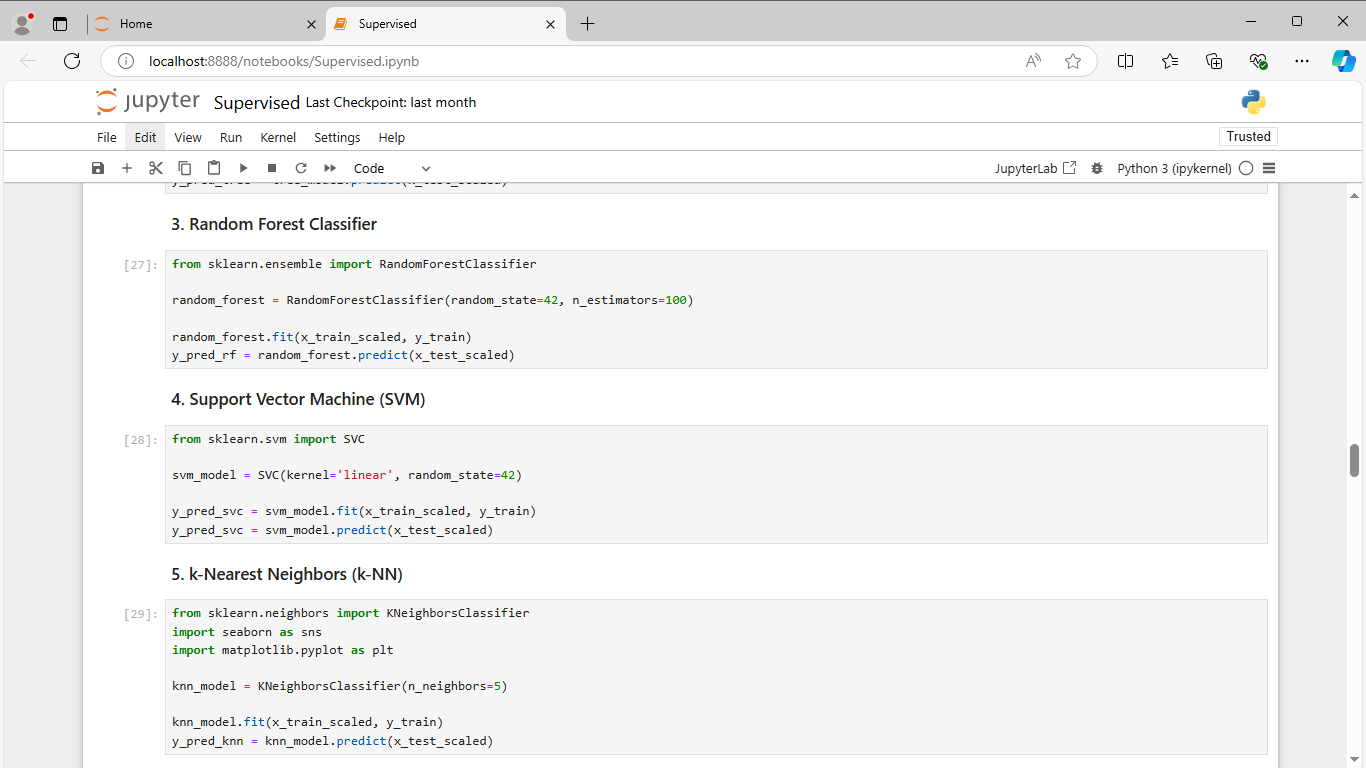 Home
Supervised
localhost:8888/notebooks/Supervised.ipynb
jupyter Supervised Last Checkpoint: last month
File Edit View Run Kernel Settings Help
Trusted
Code
JupyterLab
Python 3 (ipykernel)
y_pred_tree = tree_model.predict(x_test_scaled)
3. Random Forest Classifier
[27]:
from sklearn.ensemble import RandomForestClassifier
random_forest = RandomForestClassifier(random_state=42, n_estimators=100)
random_forest.fit(x_train_scaled, y_train)
y_pred_rf = random_forest.predict(x_test_scaled)
4. Support Vector Machine (SVM)
[28]:
from sklearn.svm import SVC
svm_model = SVC(kernel='linear', random_state=42)
y_pred_svc = svm_model.fit(x_train_scaled, y_train)
y_pred_svc = svm_model.predict(x_test_scaled)
5. k-Nearest Neighbors (k-NN)
[29]:
from sklearn.neighbors import KNeighborsClassifier
import seaborn as sns
import matplotlib.pyplot as plt
knn_model = KNeighborsClassifier(n_neighbors=5)
knn_model.fit(x_train_scaled, y_train)
y_pred_knn = knn_model.predict(x_test_scaled)